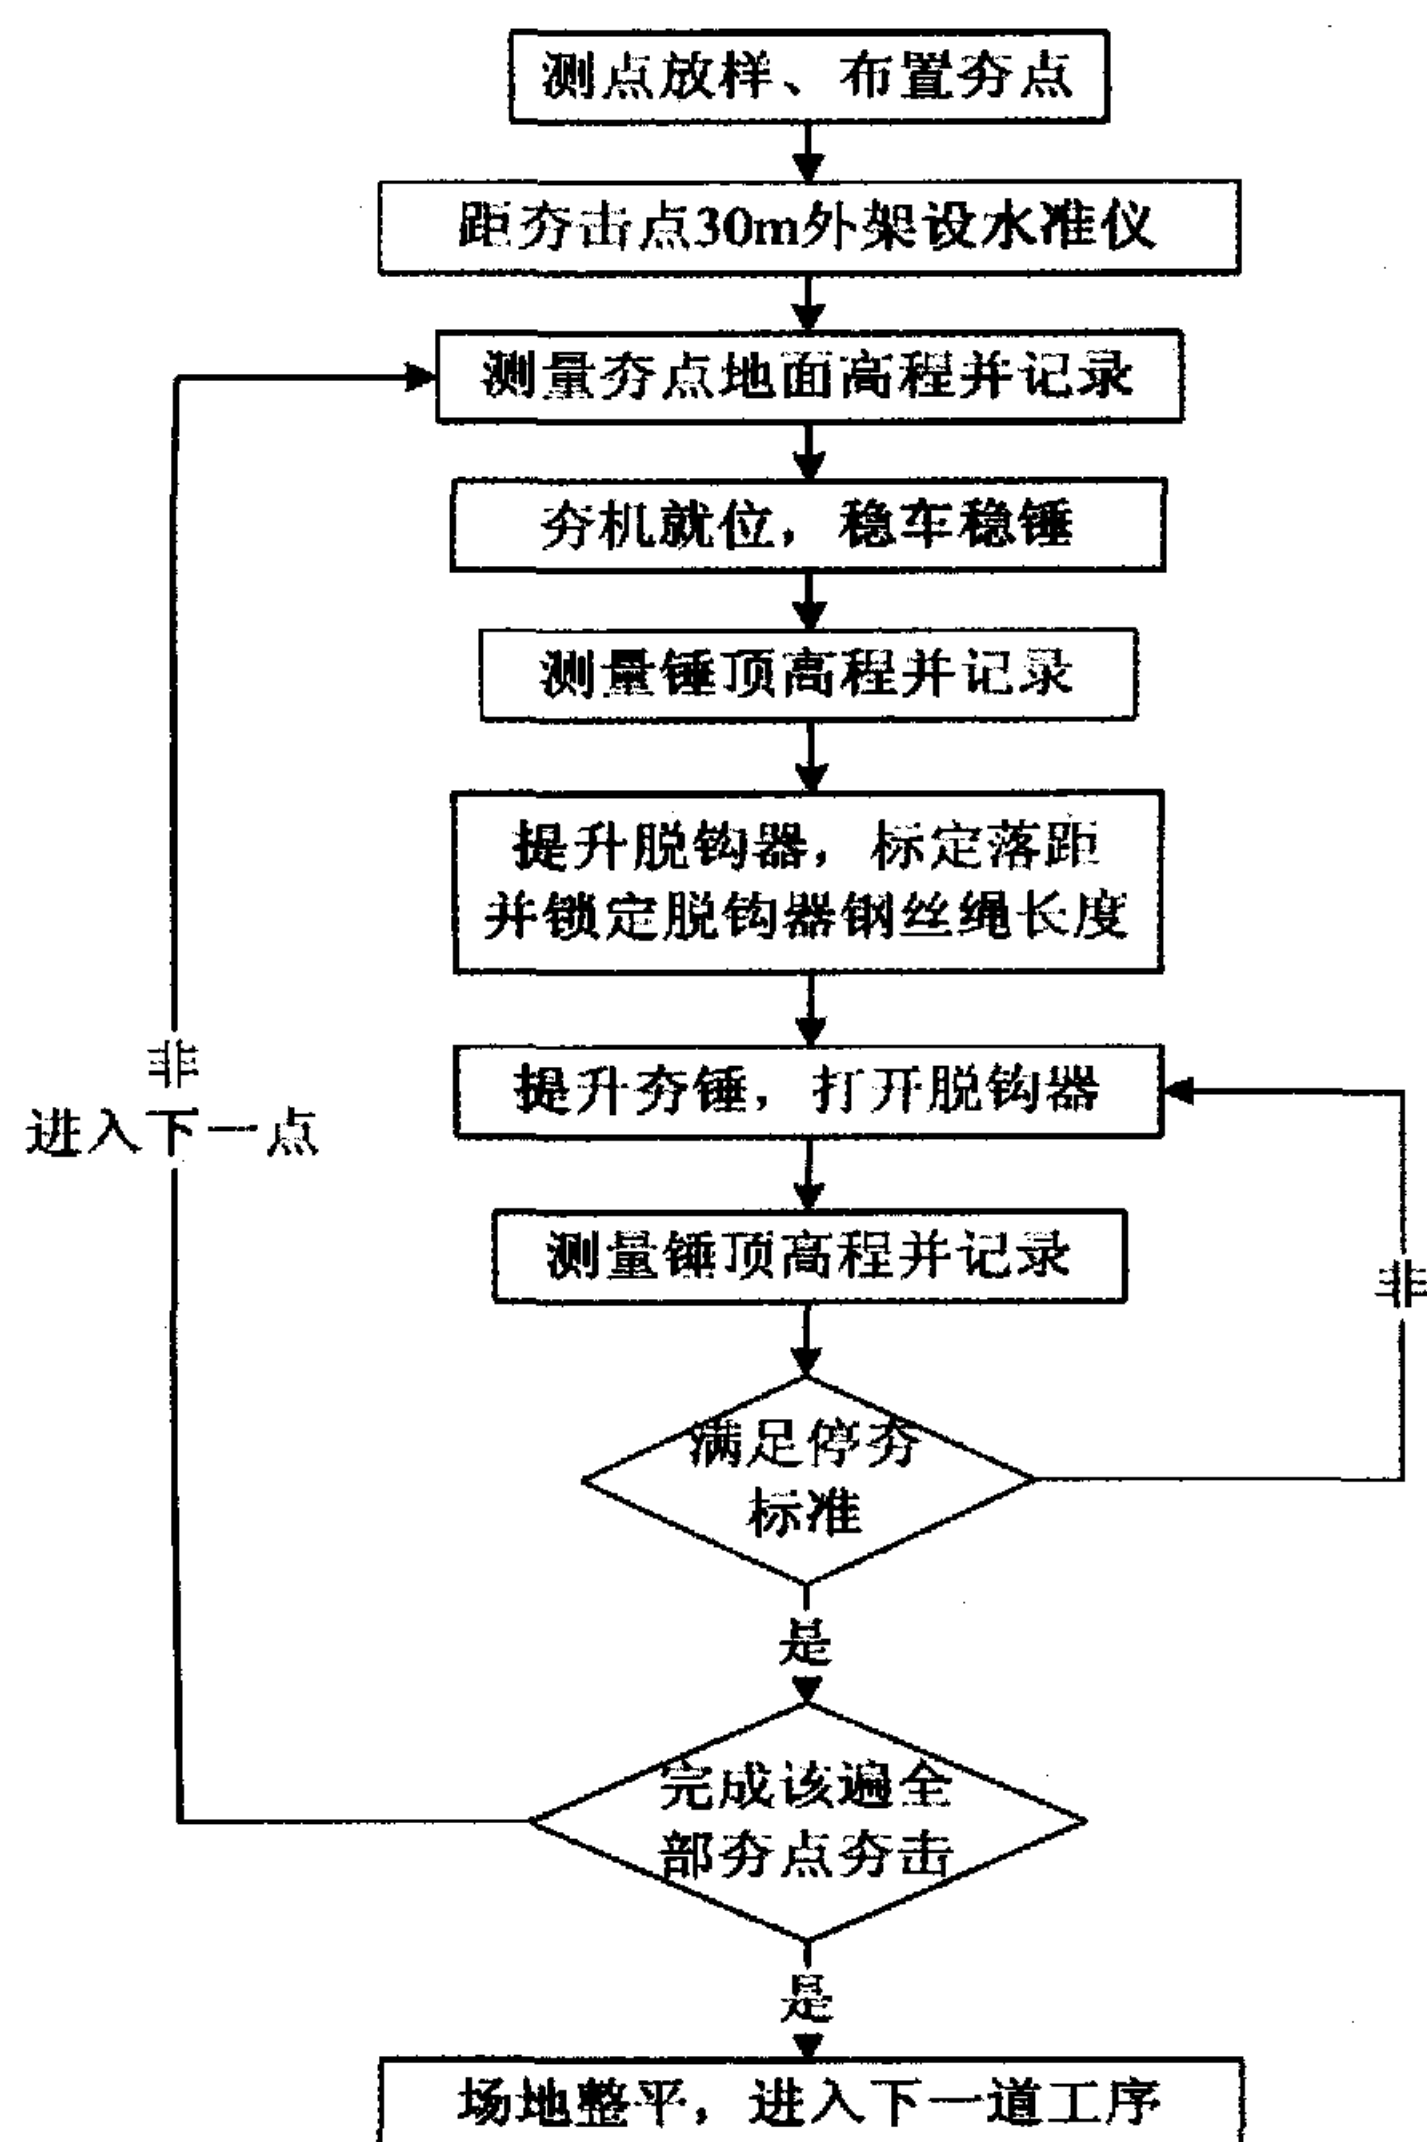 测点放样、布置夯点
距夯击点30m外架设水准仪
测量夯点地面高程并记录
夯机就位，稳车稳锤
测量锤顶高程并记录
提升脱钩器，标定落距
并锁定脱钩器钢丝绳长度
非
进入下一点
提升夯锤，打开脱钩器
测量锤顶高程并记录
非
满足停夯
标准
是
完成该遍全
部夯点夯击
是
场地整平，进入下一道工序